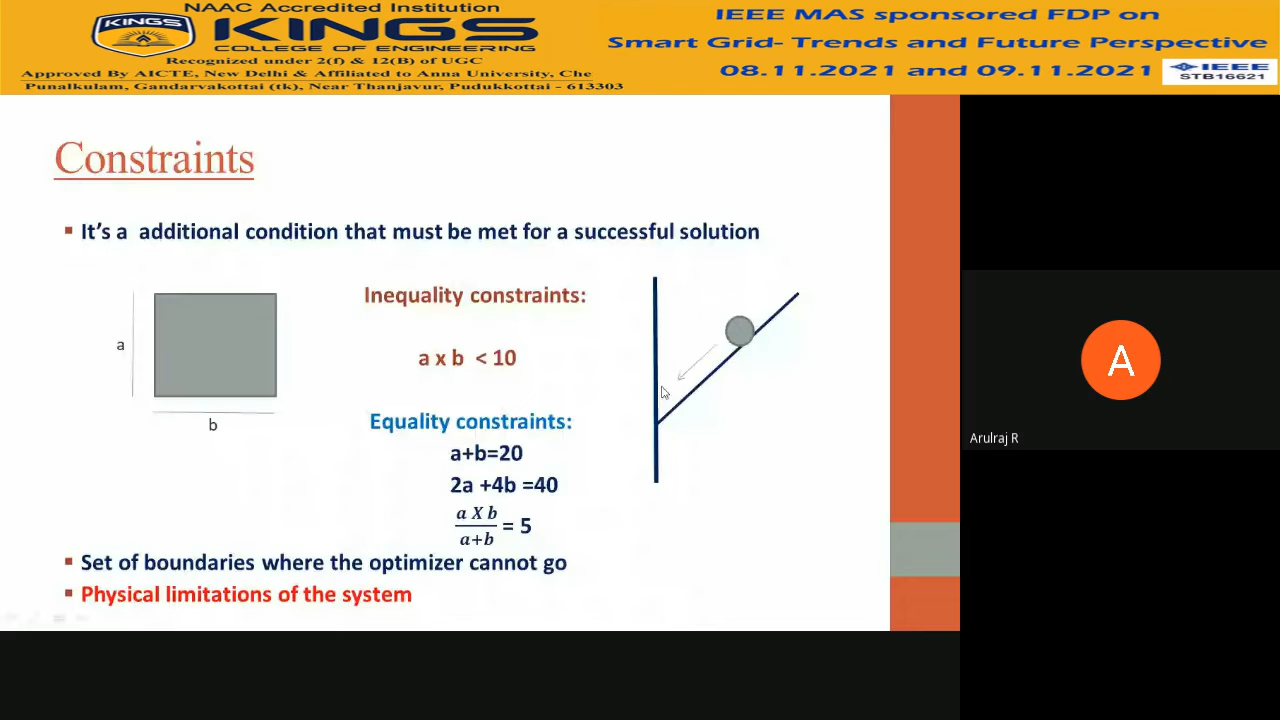 NAAC Accredited Institution
KINGS
KINGS
COLLEGE OF ENGINEERING
Recognized under 2(f) & 12(B) of UGC
Approved By AICTE, New Delhi & Affiliated to Anna University, Che
Punalkulam, Gandarvakottai (tk), Near Thanjavur, Pudukkottai - 613303
IEEE MAS sponsored FDP on
Smart Grid- Trends and Future Perspective
08.11.2021 and 09.11.2021
IEEE
STB16621
Constraints
It's a additional condition that must be met for a successful solution
a
b
Inequality constraints:
a x b < 10
Equality constraints:
a+b=20
2a +4b =40
a X b
a+b
= 5
Set of boundaries where the optimizer cannot go
Physical limitations of the system
A
Arulraj R